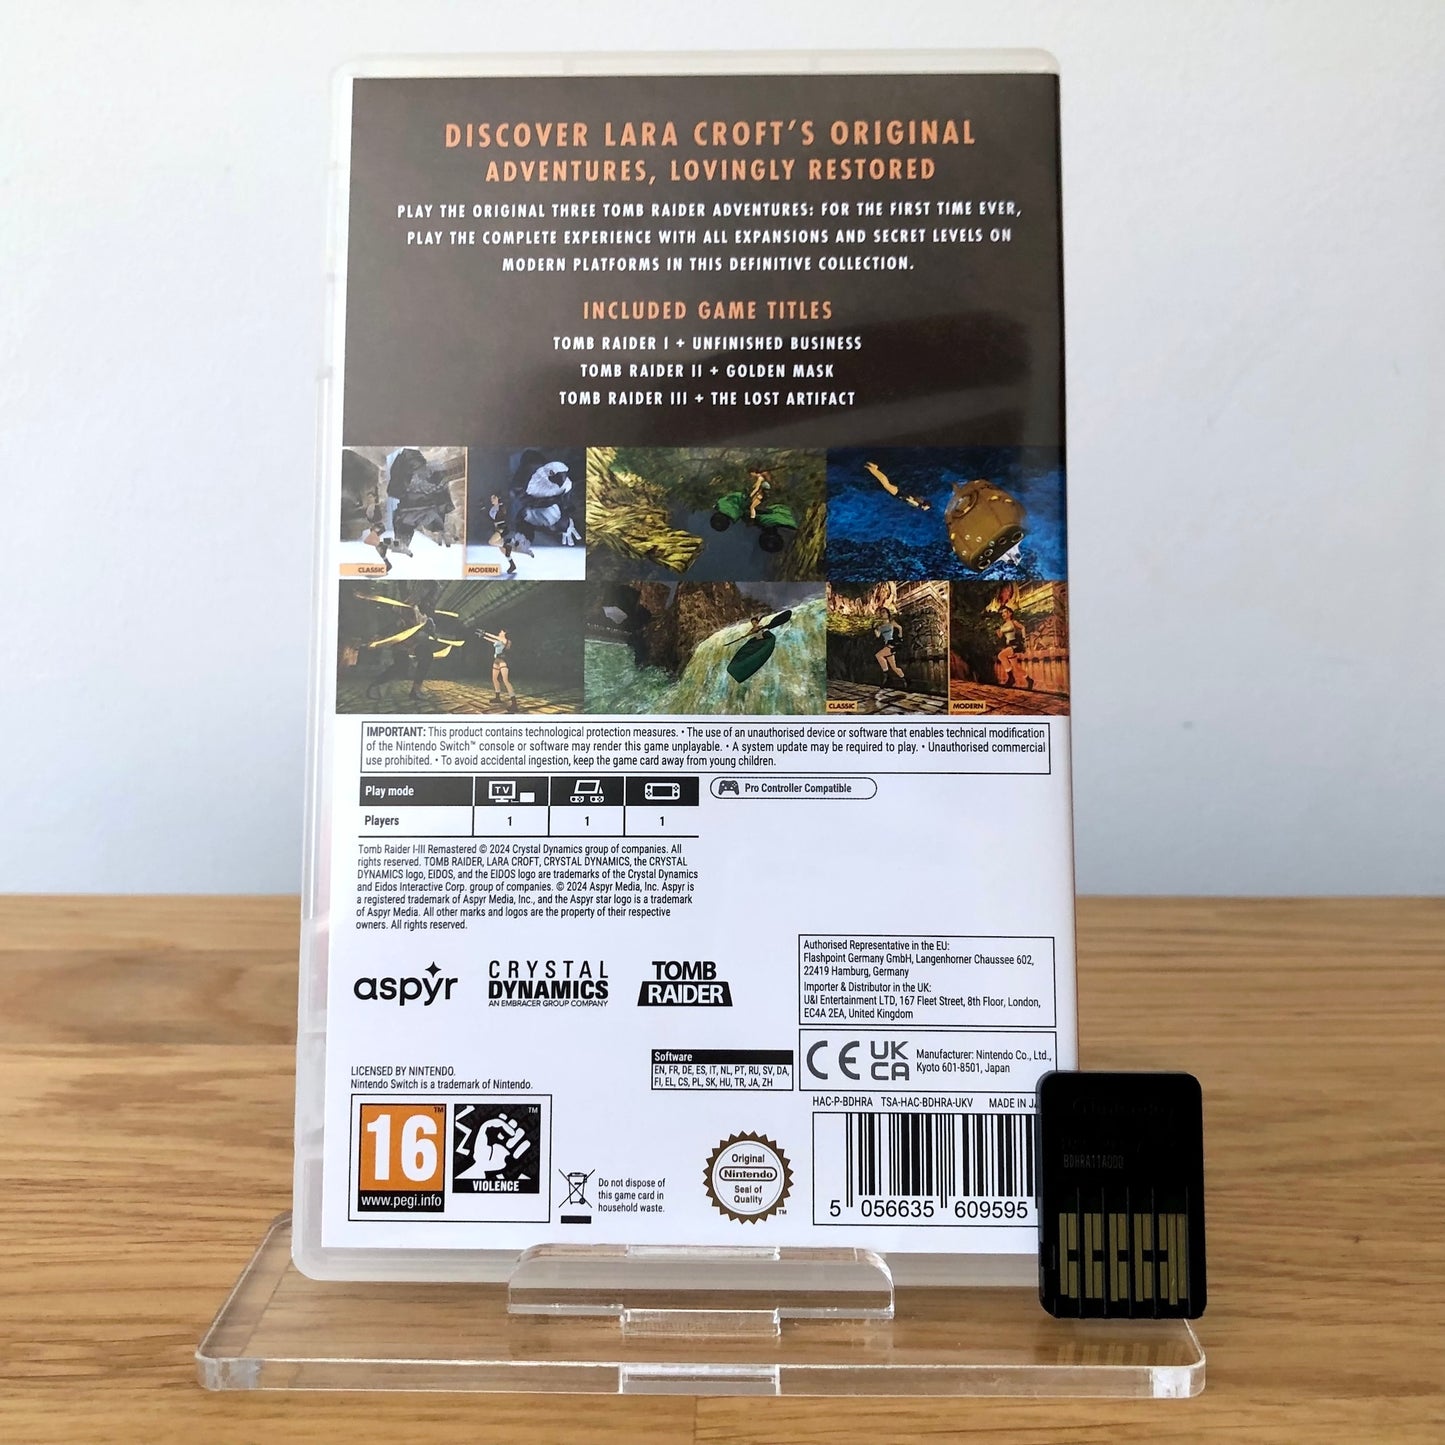 DISCOVER LARA CROFT'S ORIGINAL
ADVENTURES, LOVINGLY RESTORED
PLAY THE ORIGINAL THREE TOMB RAIDER ADVENTURES: FOR THE FIRST TIME EVER,
PLAY THE COMPLETE EXPERIENCE WITH ALL EXPANSIONS AND SECRET LEVELS ON
MODERN PLATFORMS IN THIS DEFINITIVE COLLECTION.
INCLUDED GAME TITLES
TOMB RAIDER I + UNFINISHED BUSINESS
TOMB RAIDER II + GOLDEN MASK
TOMB RAIDER III + THE LOST ARTIFACT
CLASSIC
MODERN
CLASSIC
MODERN
IMPORTANT: This product contains technological protection measures. • The use of an unauthorised device or software that enables technical modification
of the Nintendo Switch™ console or software may render this game unplayable. • A system update may be required to play. • Unauthorised commercial
use prohibited. • To avoid accidental ingestion, keep the game card away from young children.
Play mode
TV
Pro Controller Compatible
Players 1 1 1
Tomb Raider I-III Remastered © 2024 Crystal Dynamics group of companies. All
rights reserved. TOMB RAIDER, LARA CROFT, CRYSTAL DYNAMICS, the CRYSTAL
DYNAMICS logo, EIDOS, and the EIDOS logo are trademarks of the Crystal Dynamics
and Eidos Interactive Corp. group of companies. © 2024 Aspyr Media, Inc. Aspyr is
a registered trademark of Aspyr Media, Inc., and the Aspyr star logo is a trademark
of Aspyr Media. All other marks and logos are the property of their respective
owners. All rights reserved.
aspyr
CRYSTAL
DYNAMICS
AN EMBRACER GROUP COMPANY
TOMB
RAIDER
Authorised Representative in the EU:
Flashpoint Germany GmbH, Langenhorner Chaussee 602,
22419 Hamburg, Germany
Importer & Distributor in the UK:
U&I Entertainment LTD, 167 Fleet Street, 8th Floor, London,
EC4A 2EA, United Kingdom
CE
UK
CA
Manufacturer: Nintendo Co., Ltd.,
Kyoto 601-8501, Japan
Software
EN, FR, DE, ES, IT, NL, PT, RU, SV, DA,
FI, EL, CS, PL, SK, HU, TR, JA, ZH
LICENSED BY NINTENDO.
Nintendo Switch is a trademark of Nintendo.
HAC-P-BDHRA TSA-HAC-BDHRA-UKV MADE IN JA
16™
www.pegi.info
™
VIOLENCE
Do not dispose of
this game card in
household waste.
Original
Nintendo
Seal of
Quality
™
5 056635 609595
BDHRA11A0D0